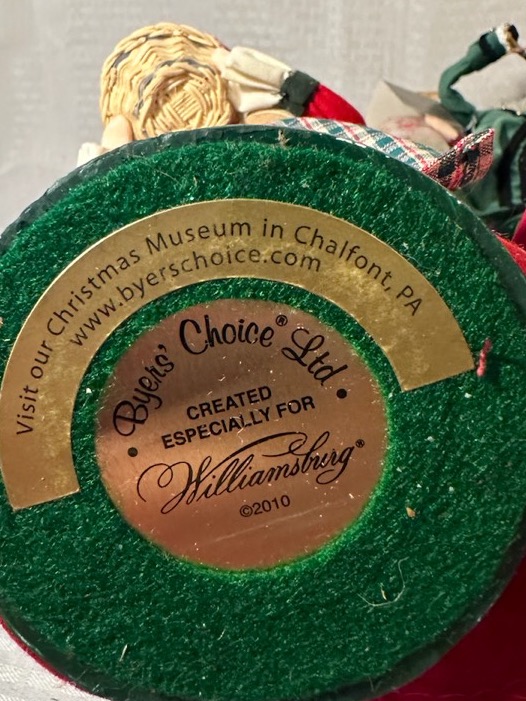 Visit our Christmas Museum in Chalfont, PA
www.byerschoice.com
Byers' Choice® Ltd.
CREATED
ESPECIALLY FOR
Williamsburg®
©2010